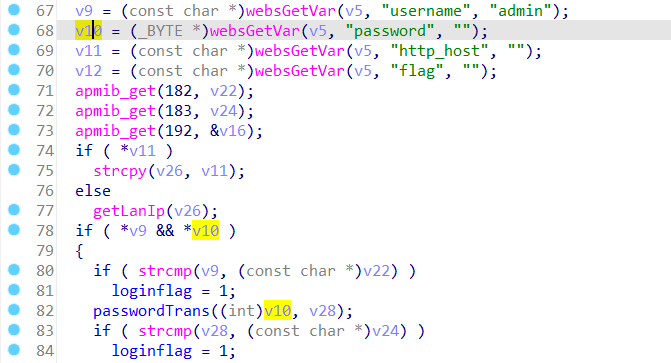 67 v9 = (const char *)websGetVar(v5, "username", "admin");
68 v10 = (_BYTE *)websGetVar(v5, "password", "");
69 v11 = (const char *)websGetVar(v5, "http_host", "");
70 v12 = (const char *)websGetVar(v5, "flag", "");
71 apmib_get(182, v22);
72 apmib_get(183, v24);
73 apmib_get(192, &v16);
74 if ( *v11 )
75 strcpy(v26, v11);
76 else
77 getLanIp(v26);
78 if ( *v9 && *v10 )
79 {
80 if ( strcmp(v9, (const char *)v22) )
81 loginflag = 1;
82 passwordTrans((int)v10, v28);
83 if ( strcmp(v28, (const char *)v24) )
84 loginflag = 1;